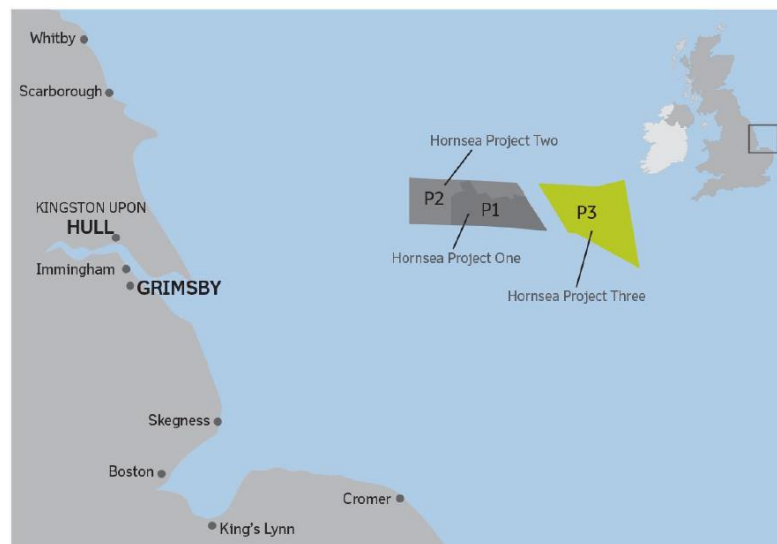 Whitby
Scarborough
Hornsea Project Two
P2
P1
P3
KINGSTON UPON
HULL
Hornsea Project One
Immingham
GRIMSBY
Hornsea Project Three
Skegness
Boston
Cromer
King's Lynn